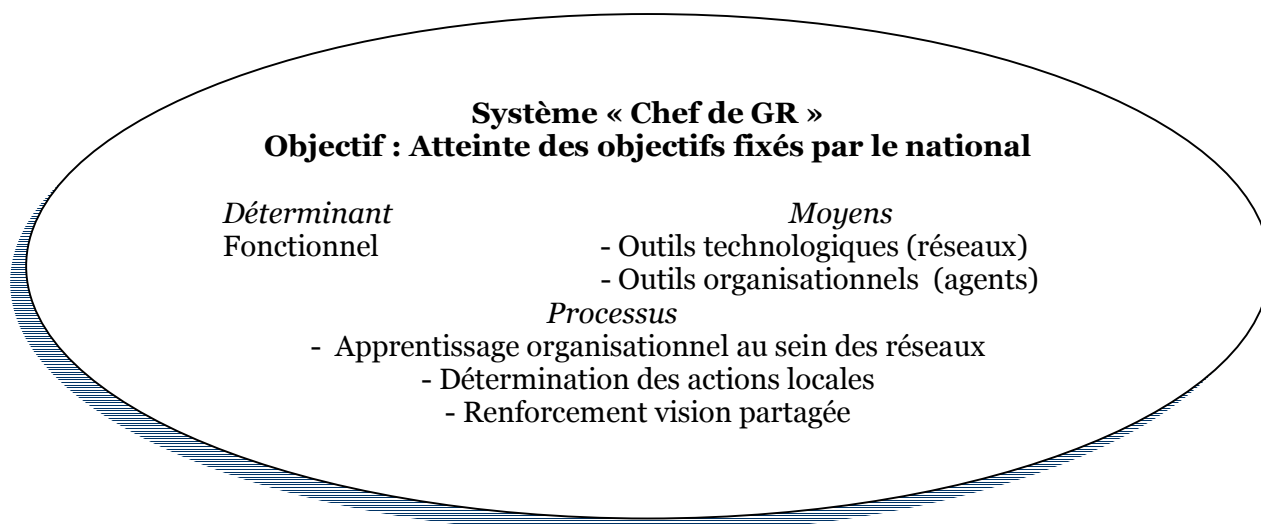 Système « Chef de GR »
Objectif : Atteinte des objectifs fixés par le national
Déterminant
Fonctionnel
Moyens
- Outils technologiques (réseaux)
- Outils organisationnels (agents)
Processus
- Apprentissage organisationnel au sein des réseaux
- Détermination des actions locales
- Renforcement vision partagée